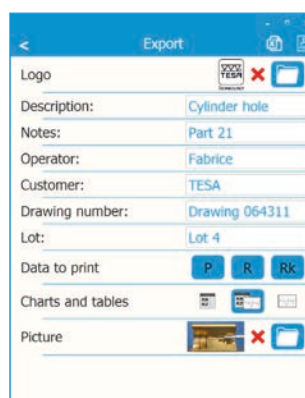 < Export
Logo TESA TECHNOLOGY
Description: Cylinder hole
Notes: Part 21
Operator: Fabrice
Customer: TESA
Drawing number: Drawing 064311
Lot: Lot 4
Data to print P R Rk
Charts and tables
Picture